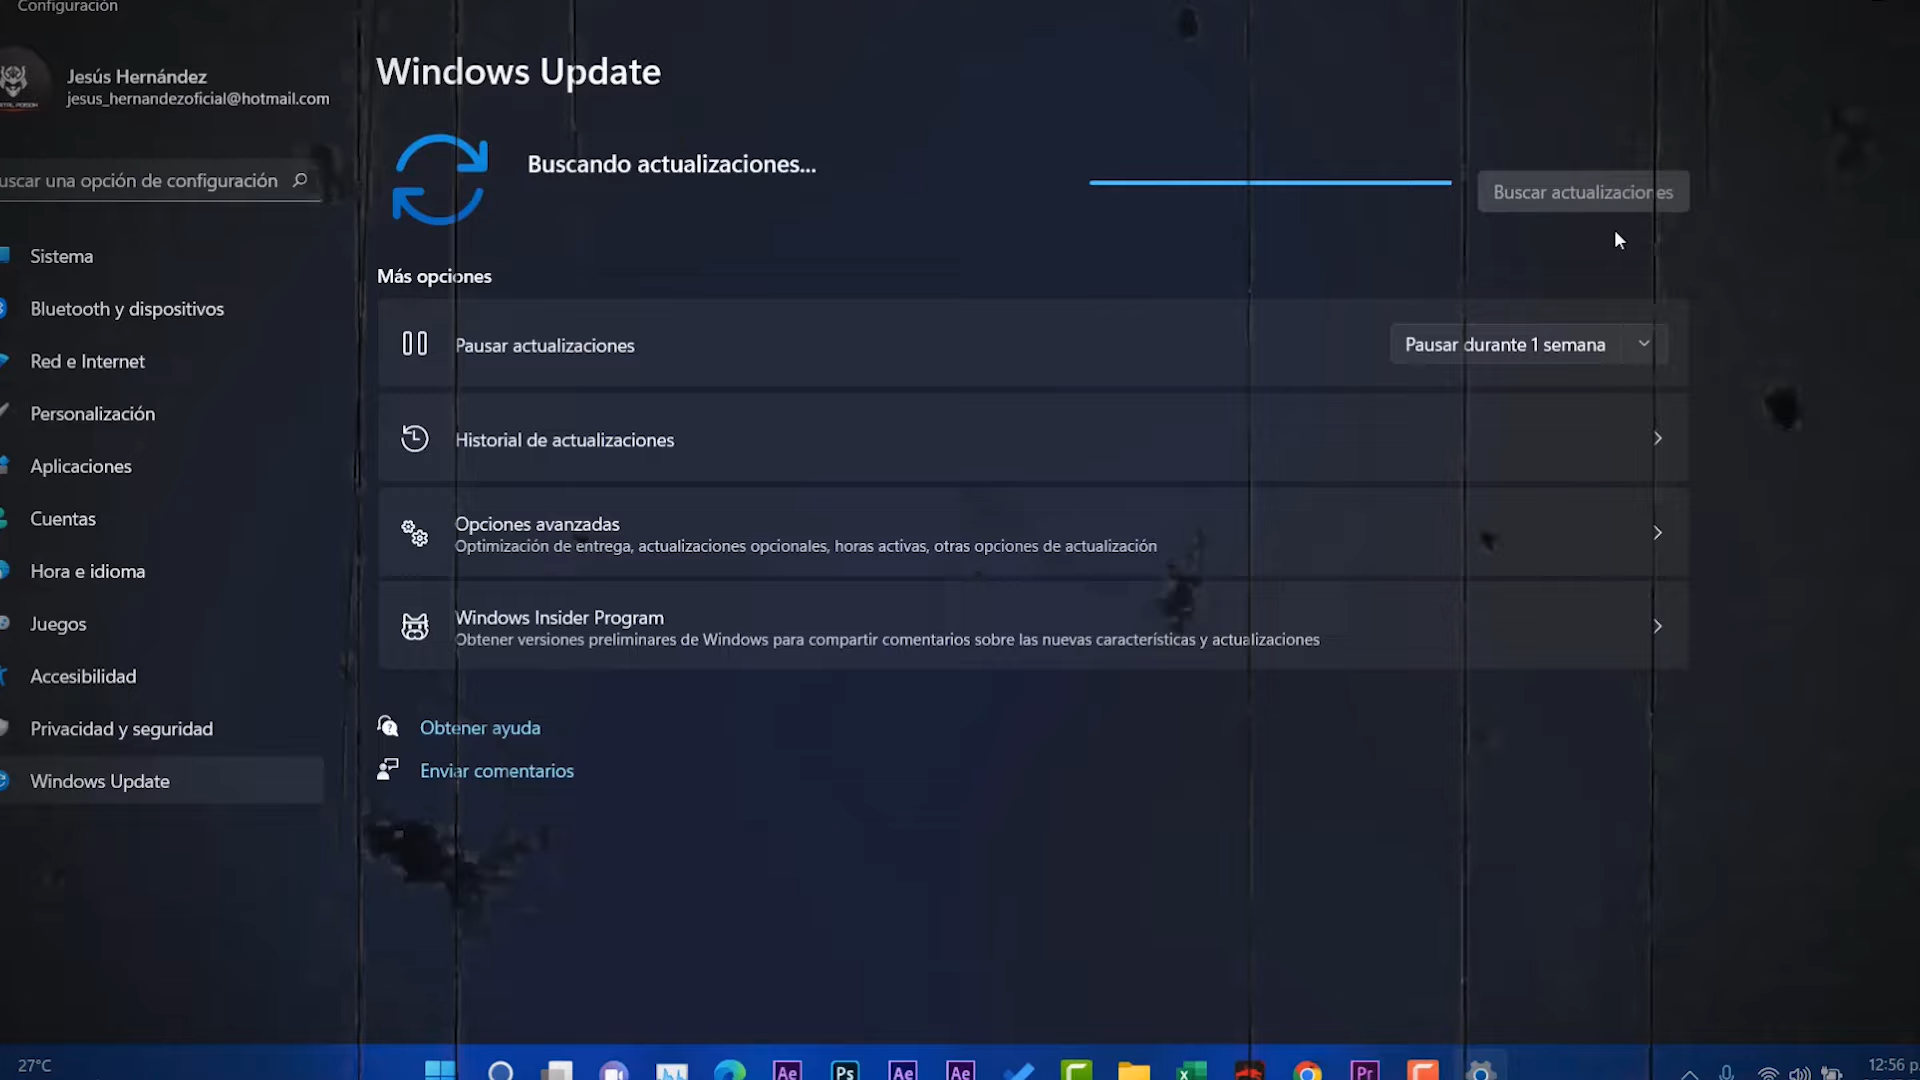 Configuración
Jesús Hernández
jesus_hernandezoficial@hotmail.com
uscar una opción de configuración
Sistema
Bluetooth y dispositivos
Red e Internet
Personalización
Aplicaciones
Cuentas
Hora e idioma
Juegos
Accesibilidad
Privacidad y seguridad
Windows Update
Windows Update
Buscando actualizaciones...
Buscar actualizaciones
Más opciones
Pausar actualizaciones
Pausar durante 1 semana
Historial de actualizaciones
Opciones avanzadas
Optimización de entrega, actualizaciones opcionales, horas activas, otras opciones de actualización
Windows Insider Program
Obtener versiones preliminares de Windows para compartir comentarios sobre las nuevas características y actualizaciones
Obtener ayuda
Enviar comentarios
27°C
Ae
Ps
Ae
Ae
Pr
12:56 p